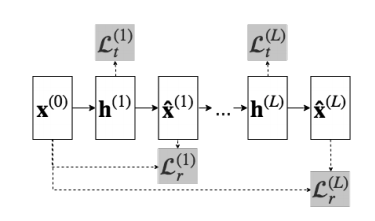 𝓛_t^(1) 𝓛_t^(L)
x^(0) h^(1) x̂^(1) ... h^(L) x̂^(L)
𝓛_r^(1)
𝓛_r^(L)